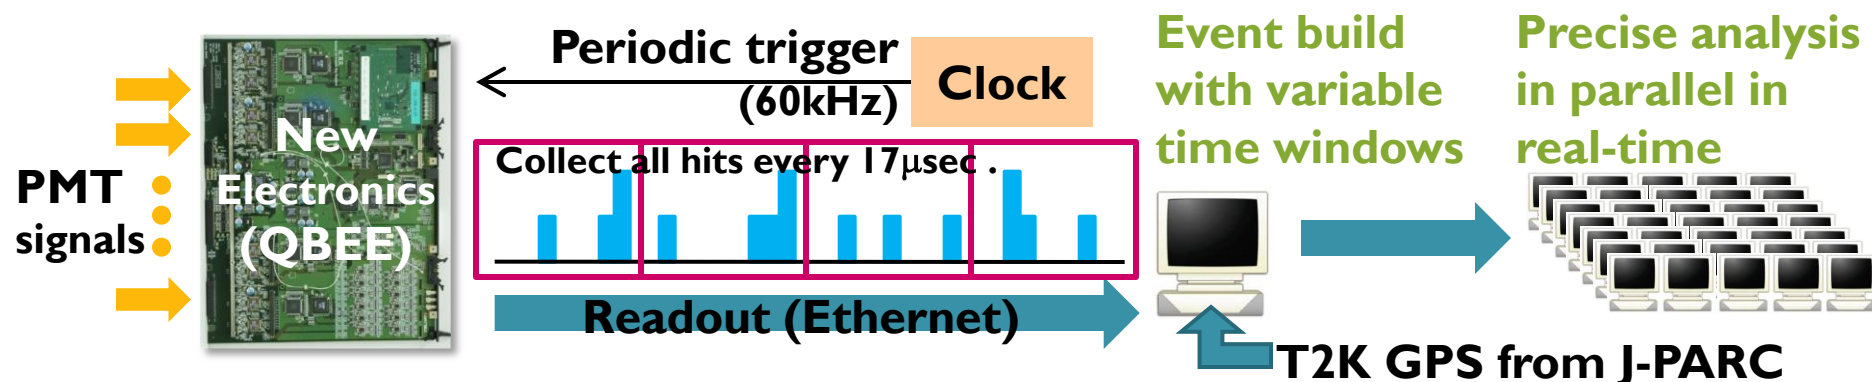 PMT
signals
New
Electronics
(QBEE)
Periodic trigger
(60kHz)
Clock
Collect all hits every 17μsec .
Readout (Ethernet)
Event build
with variable
time windows
Precise analysis
in parallel in
real-time
T2K GPS from J-PARC